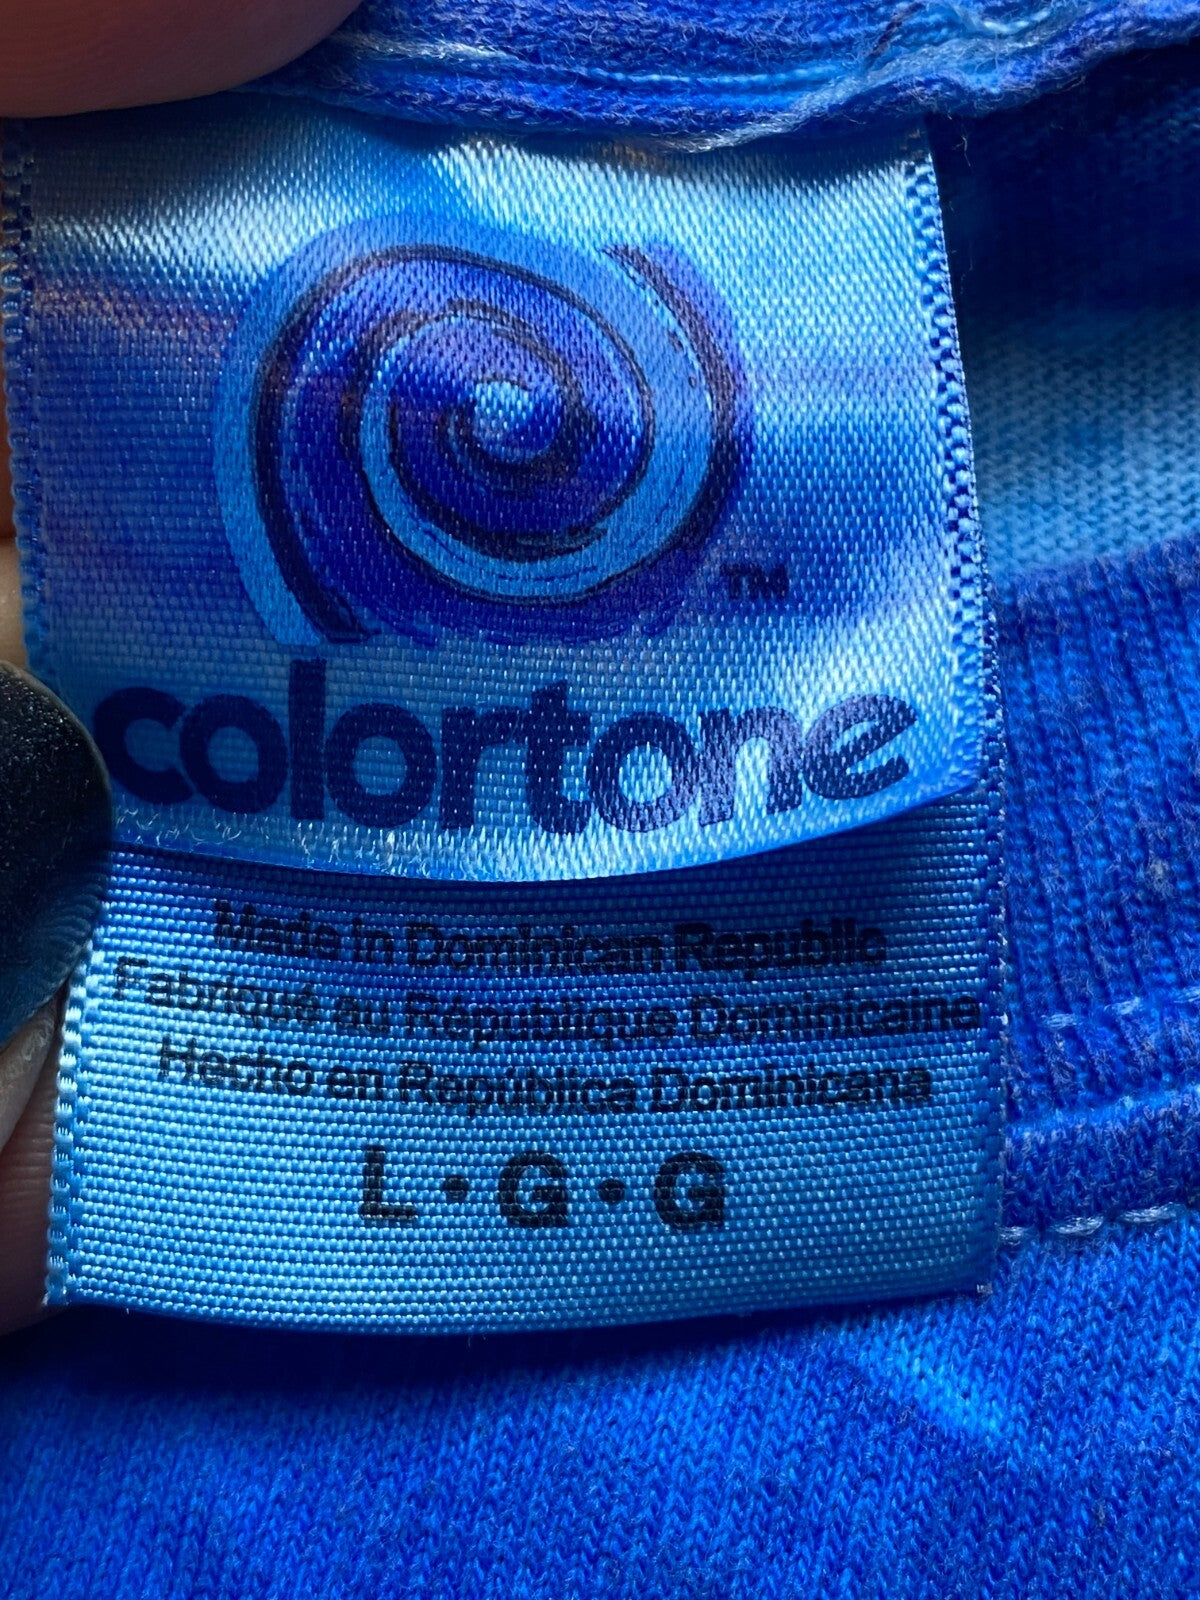 TM
colortone
Made in Dominican Republic
Fabriqué au République Dominicaine
Hecho en República Dominicana
L • G • G